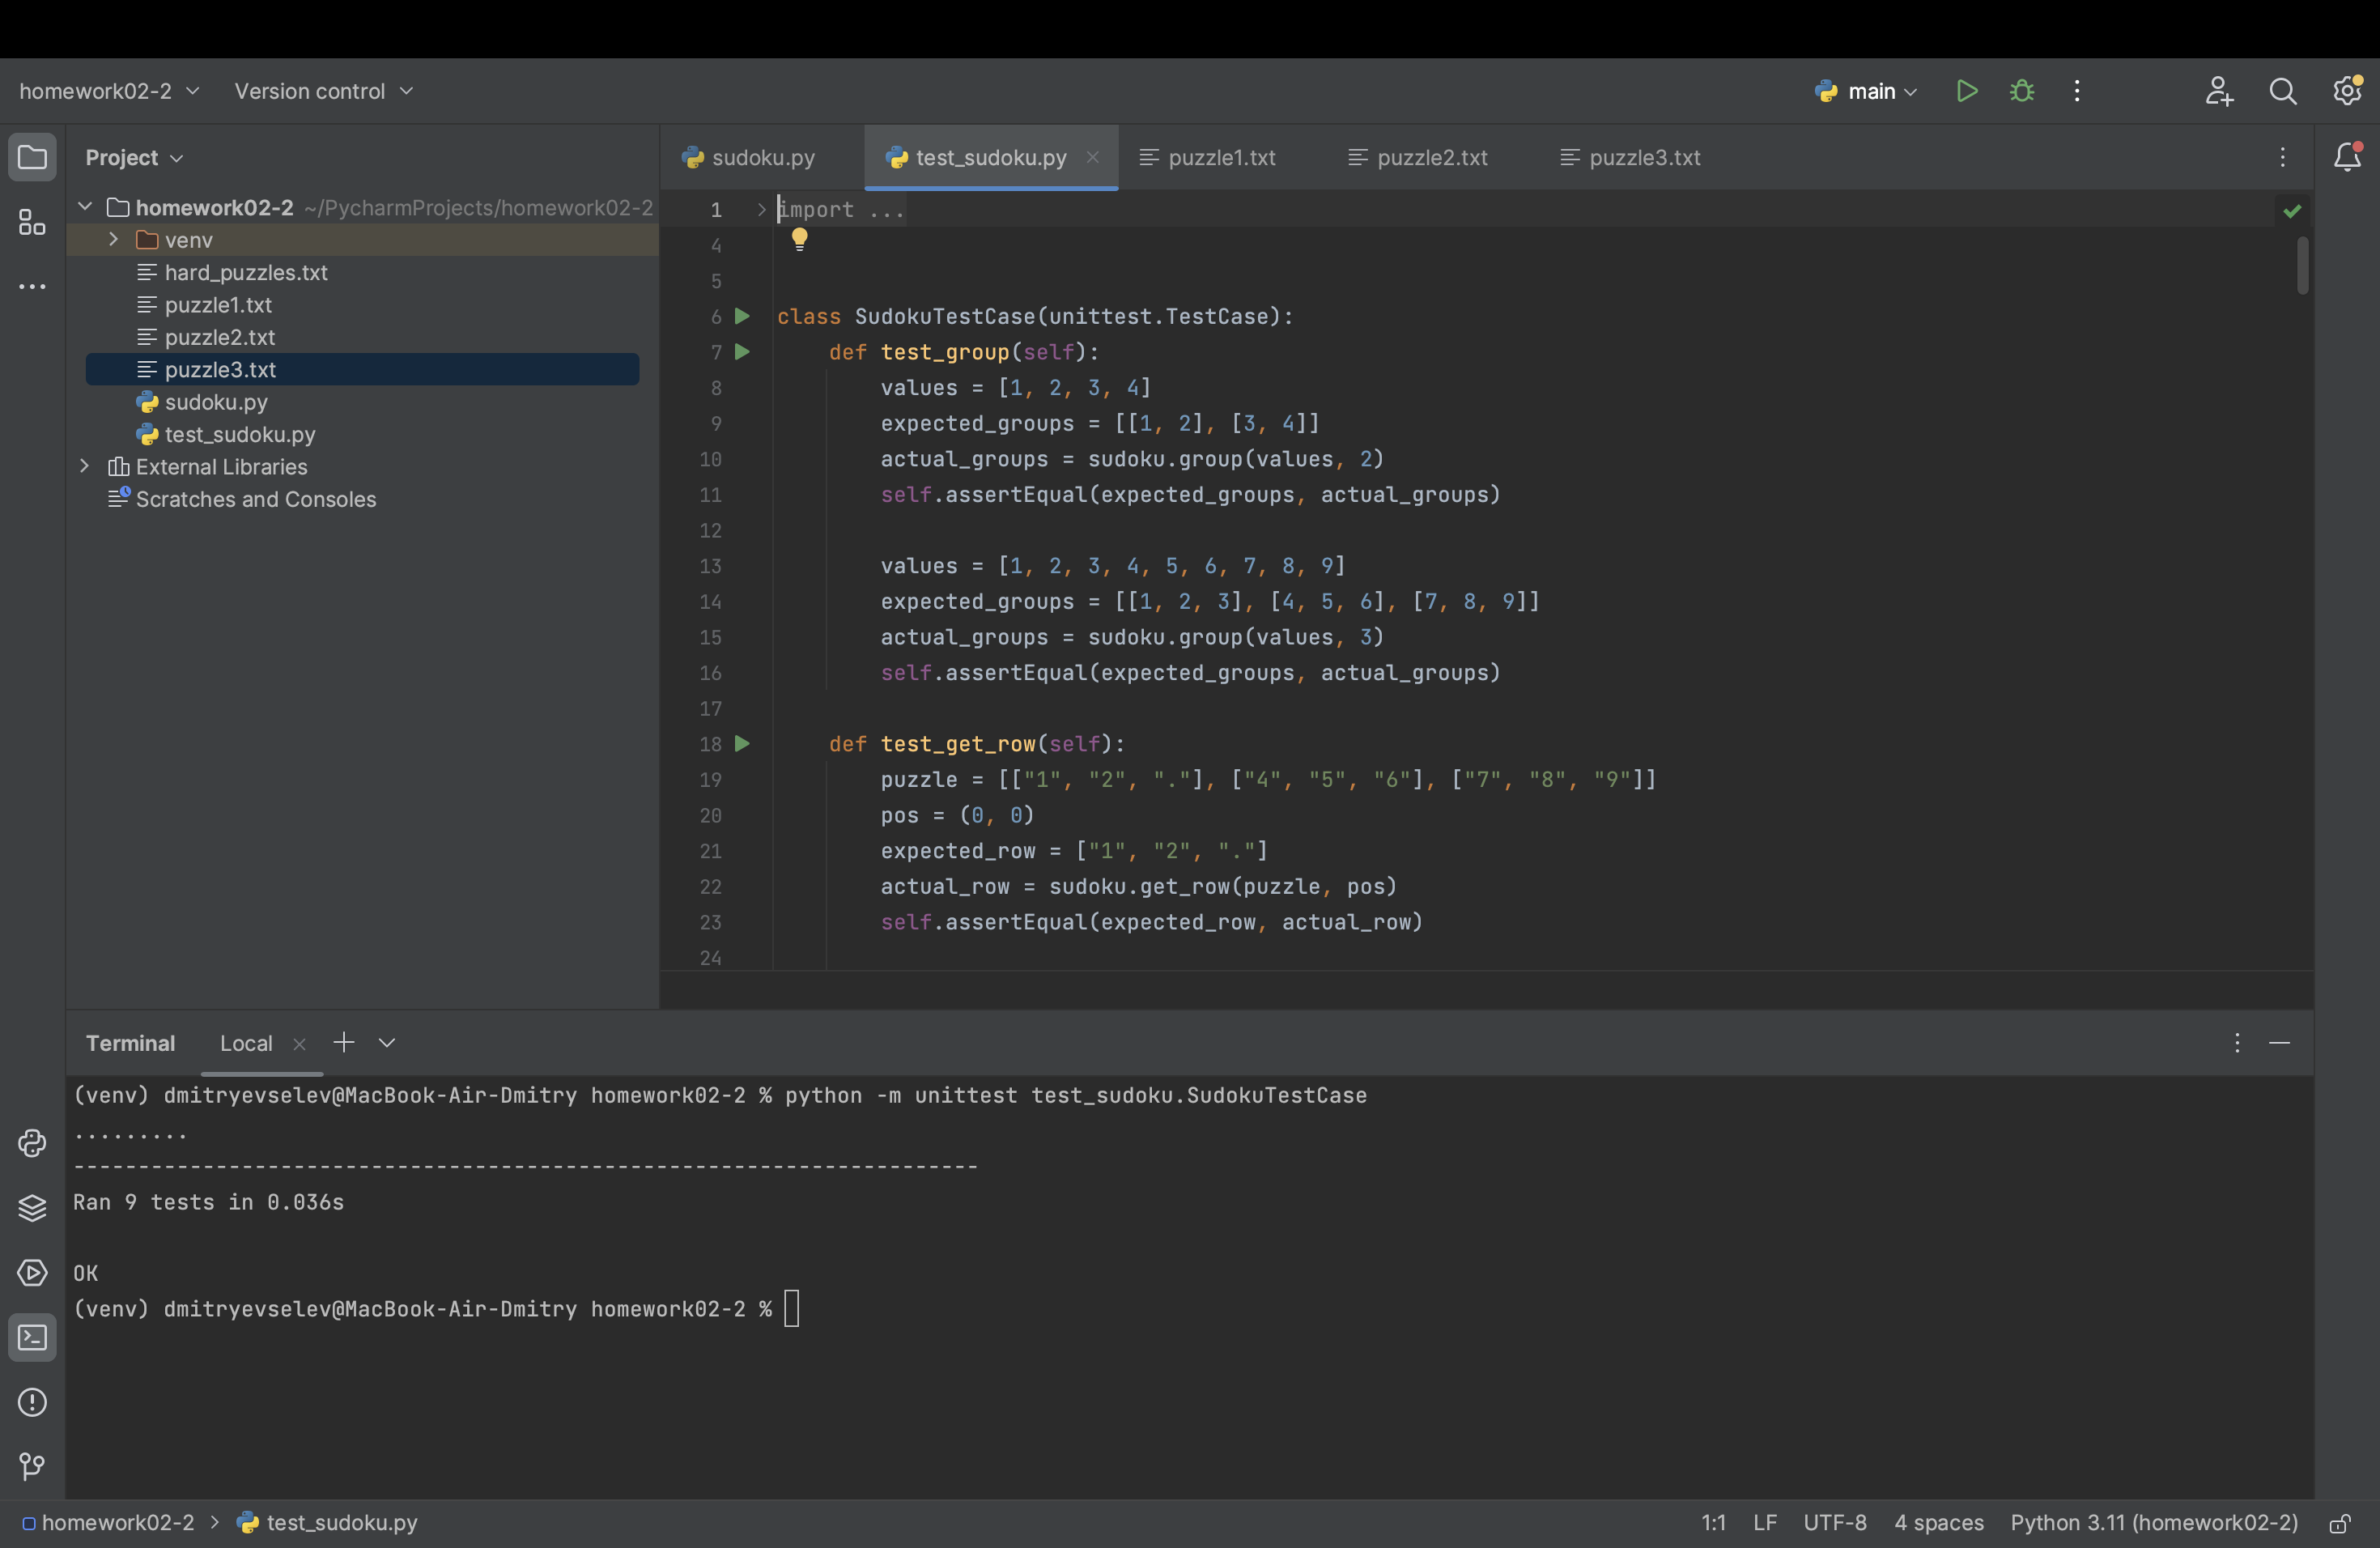 homework02-2 Version control main
Project
homework02-2 ~/PycharmProjects/homework02-2
venv
hard_puzzles.txt
puzzle1.txt
puzzle2.txt
puzzle3.txt
sudoku.py
test_sudoku.py
External Libraries
Scratches and Consoles
sudoku.py test_sudoku.py puzzle1.txt puzzle2.txt puzzle3.txt
1 import ...
4
5
6 class SudokuTestCase(unittest.TestCase):
7 def test_group(self):
8 values = [1, 2, 3, 4]
9 expected_groups = [[1, 2], [3, 4]]
10 actual_groups = sudoku.group(values, 2)
11 self.assertEqual(expected_groups, actual_groups)
12
13 values = [1, 2, 3, 4, 5, 6, 7, 8, 9]
14 expected_groups = [[1, 2, 3], [4, 5, 6], [7, 8, 9]]
15 actual_groups = sudoku.group(values, 3)
16 self.assertEqual(expected_groups, actual_groups)
17
18 def test_get_row(self):
19 puzzle = [["1", "2", "."], ["4", "5", "6"], ["7", "8", "9"]]
20 pos = (0, 0)
21 expected_row = ["1", "2", "."]
22 actual_row = sudoku.get_row(puzzle, pos)
23 self.assertEqual(expected_row, actual_row)
24
Terminal Local
(venv) dmitryevselev@MacBook-Air-Dmitry homework02-2 % python -m unittest test_sudoku.SudokuTestCase
.........
----------------------------------------------------------------------
Ran 9 tests in 0.036s
OK
(venv) dmitryevselev@MacBook-Air-Dmitry homework02-2 %
homework02-2 > test_sudoku.py 1:1 LF UTF-8 4 spaces Python 3.11 (homework02-2)